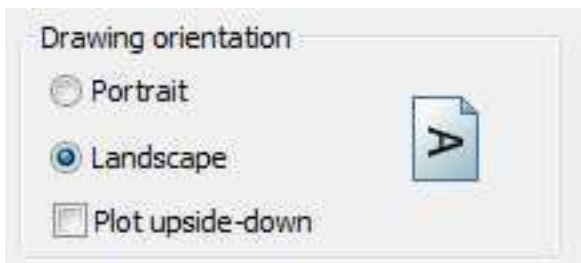 Drawing orientation
Portrait
Landscape
A
Plot upside-down